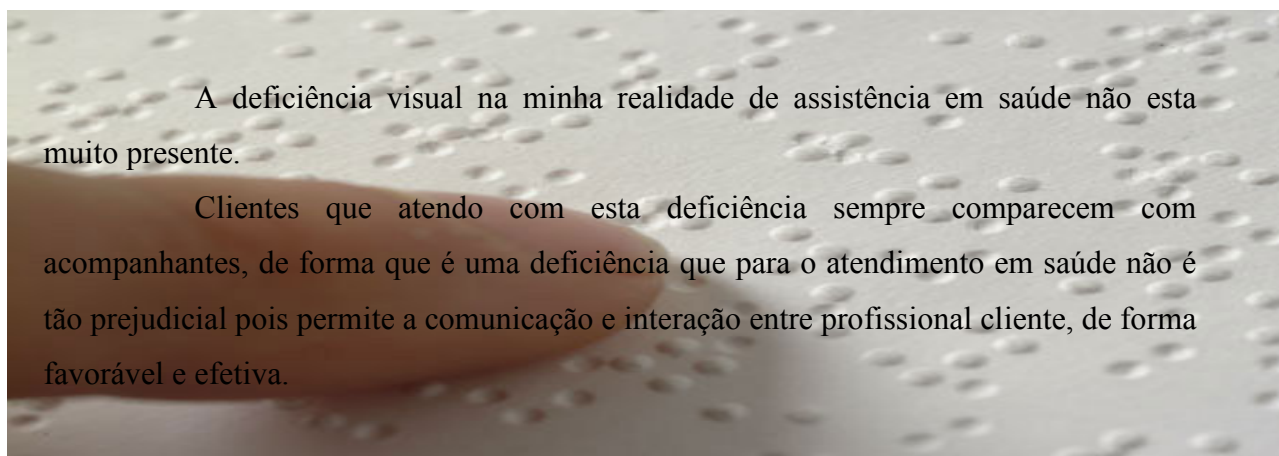 A deficiência visual na minha realidade de assistência em saúde não esta
muito presente.
Clientes que atendo com esta deficiência sempre comparecem com
acompanhantes, de forma que é uma deficiência que para o atendimento em saúde não é
tão prejudicial pois permite a comunicação e interação entre profissional cliente, de forma
favorável e efetiva.